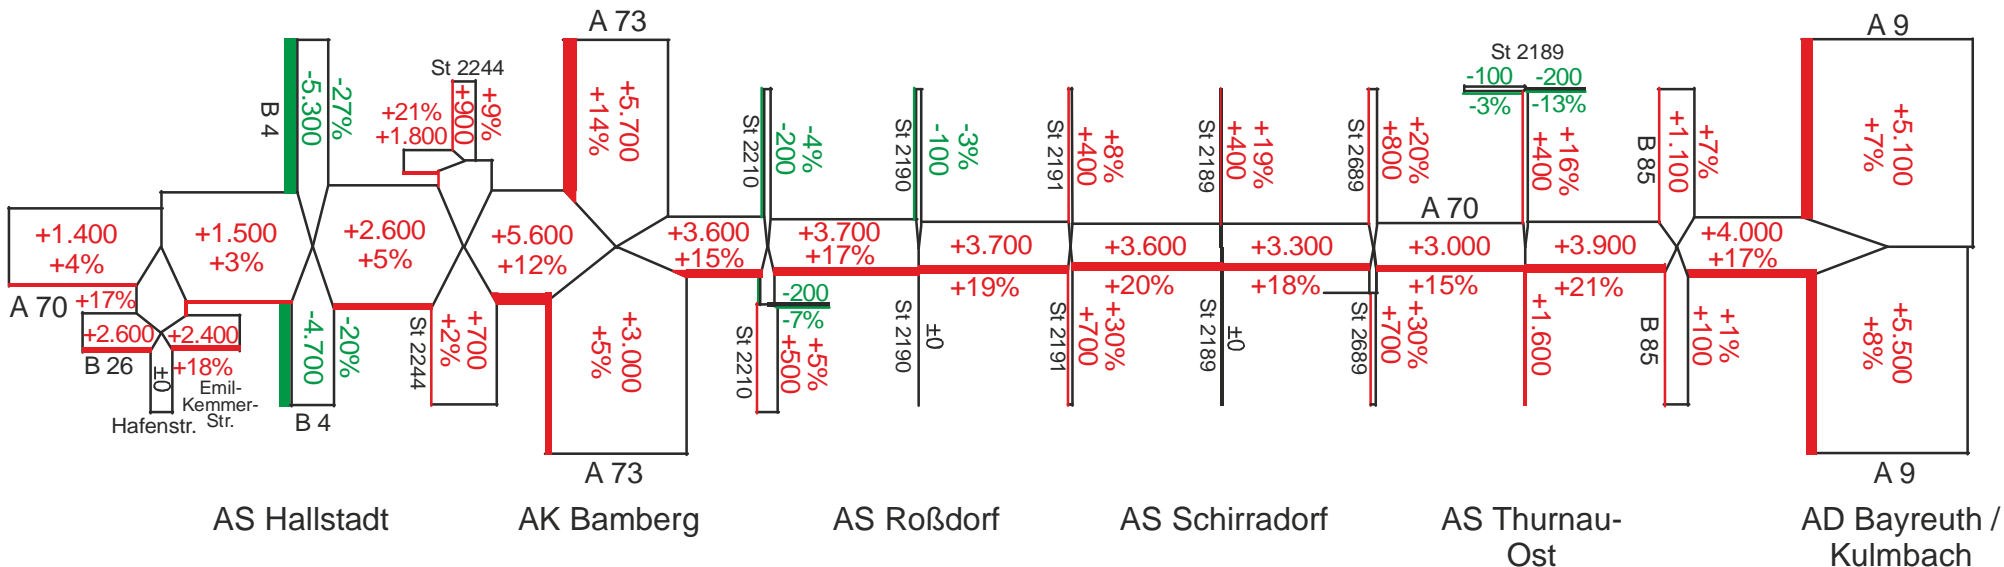 A 73
A 9
St 2189
-100
-200
-3%
-13%
St 2244
B 4
-5.300
-27%
+21%
+1.800
+900
+9%
+5.700
+14%
St 2210
-200
-4%
St 2190
-100
-3%
St 2191
+400
+8%
St 2189
+400
+19%
St 2689
+800
+20%
+400
+16%
B 85
+1.100
+7%
+5.100
+7%
A 70
+1.400
+4%
+1.500
+3%
+2.600
+5%
+5.600
+12%
+3.600
+15%
+3.700
+17%
+3.700
+19%
+3.600
+20%
+3.300
+18%
+3.000
+15%
+3.900
+21%
+4.000
+17%
A 70
+17%
+2.600
B 26
±0
Hafenstr.
+2.400
+18%
Emil-
Kemmer-
Str.
-4.700
-20%
B 4
St 2244
+2%
+700
+3.000
+5%
A 73
-200
-7%
St 2210
+500
+5%
St 2190
±0
St 2191
+700
+30%
St 2189
±0
St 2689
+700
+30%
+1.600
B 85
+100
+1%
+5.500
+8%
A 9
AS Hallstadt
AK Bamberg
AS Roßdorf
AS Schirradorf
AS Thurnau-
Ost
AD Bayreuth /
Kulmbach